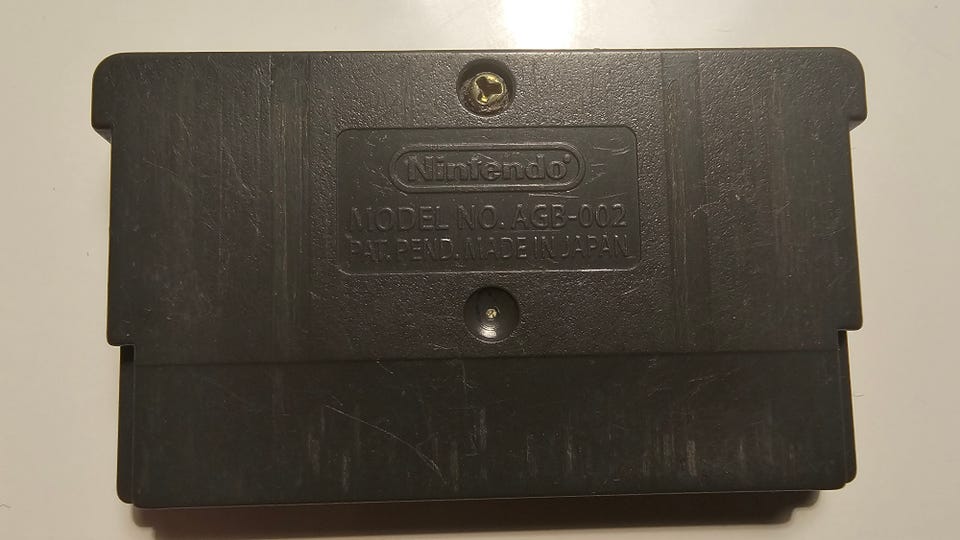 Nintendo®
MODEL NO. AGB-002
PAT. PEND. MADE IN JAPAN